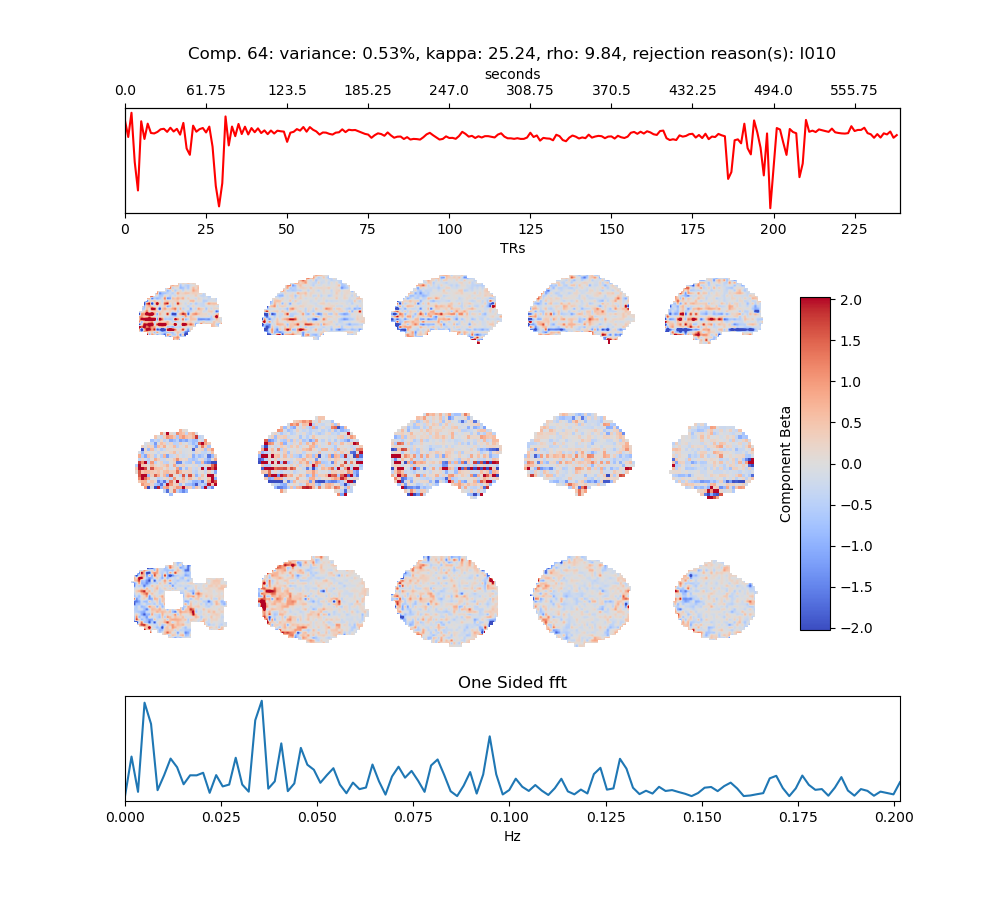 Comp. 64: variance: 0.53%, kappa: 25.24, rho: 9.84, rejection reason(s): I010
seconds
0.0 61.75 123.5 185.25 247.0 308.75 370.5 432.25 494.0 555.75
0 25 50 75 100 125 150 175 200 225
TRs
2.0
1.5
1.0
0.5
0.0
−0.5
−1.0
−1.5
−2.0
Component Beta
One Sided fft
0.000 0.025 0.050 0.075 0.100 0.125 0.150 0.175 0.200
Hz